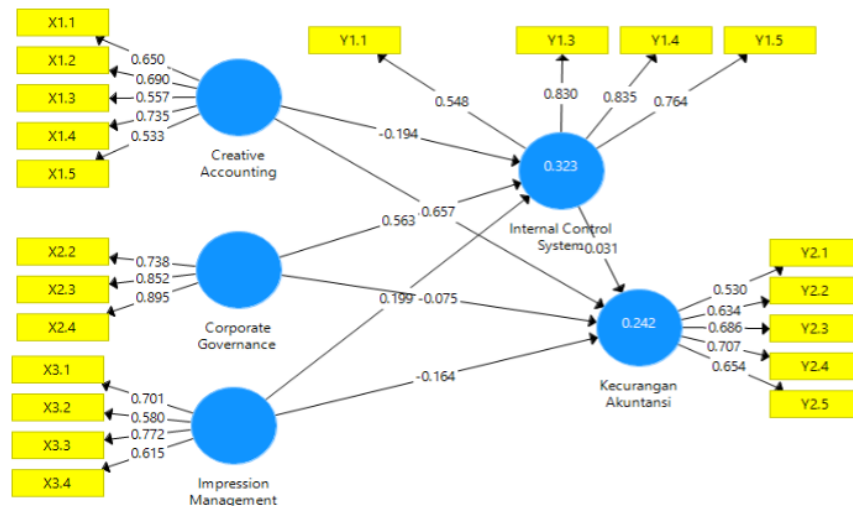 X1.1
X1.2
X1.3
X1.4
X1.5
0.650
0.690
0.557
0.735
0.533
Creative
Accounting
X2.2
X2.3
X2.4
0.738
0.852
0.895
Corporate
Governance
X3.1
X3.2
X3.3
X3.4
0.701
0.580
0.772
0.615
Impression
Management
-0.194
0.657
0.563
0.199
-0.075
-0.164
Y1.1
Y1.3
Y1.4
Y1.5
0.548
0.830
0.835
0.764
0.323
Internal Control
System
0.031
0.242
Kecurangan
Akuntansi
0.530
0.634
0.686
0.707
0.654
Y2.1
Y2.2
Y2.3
Y2.4
Y2.5